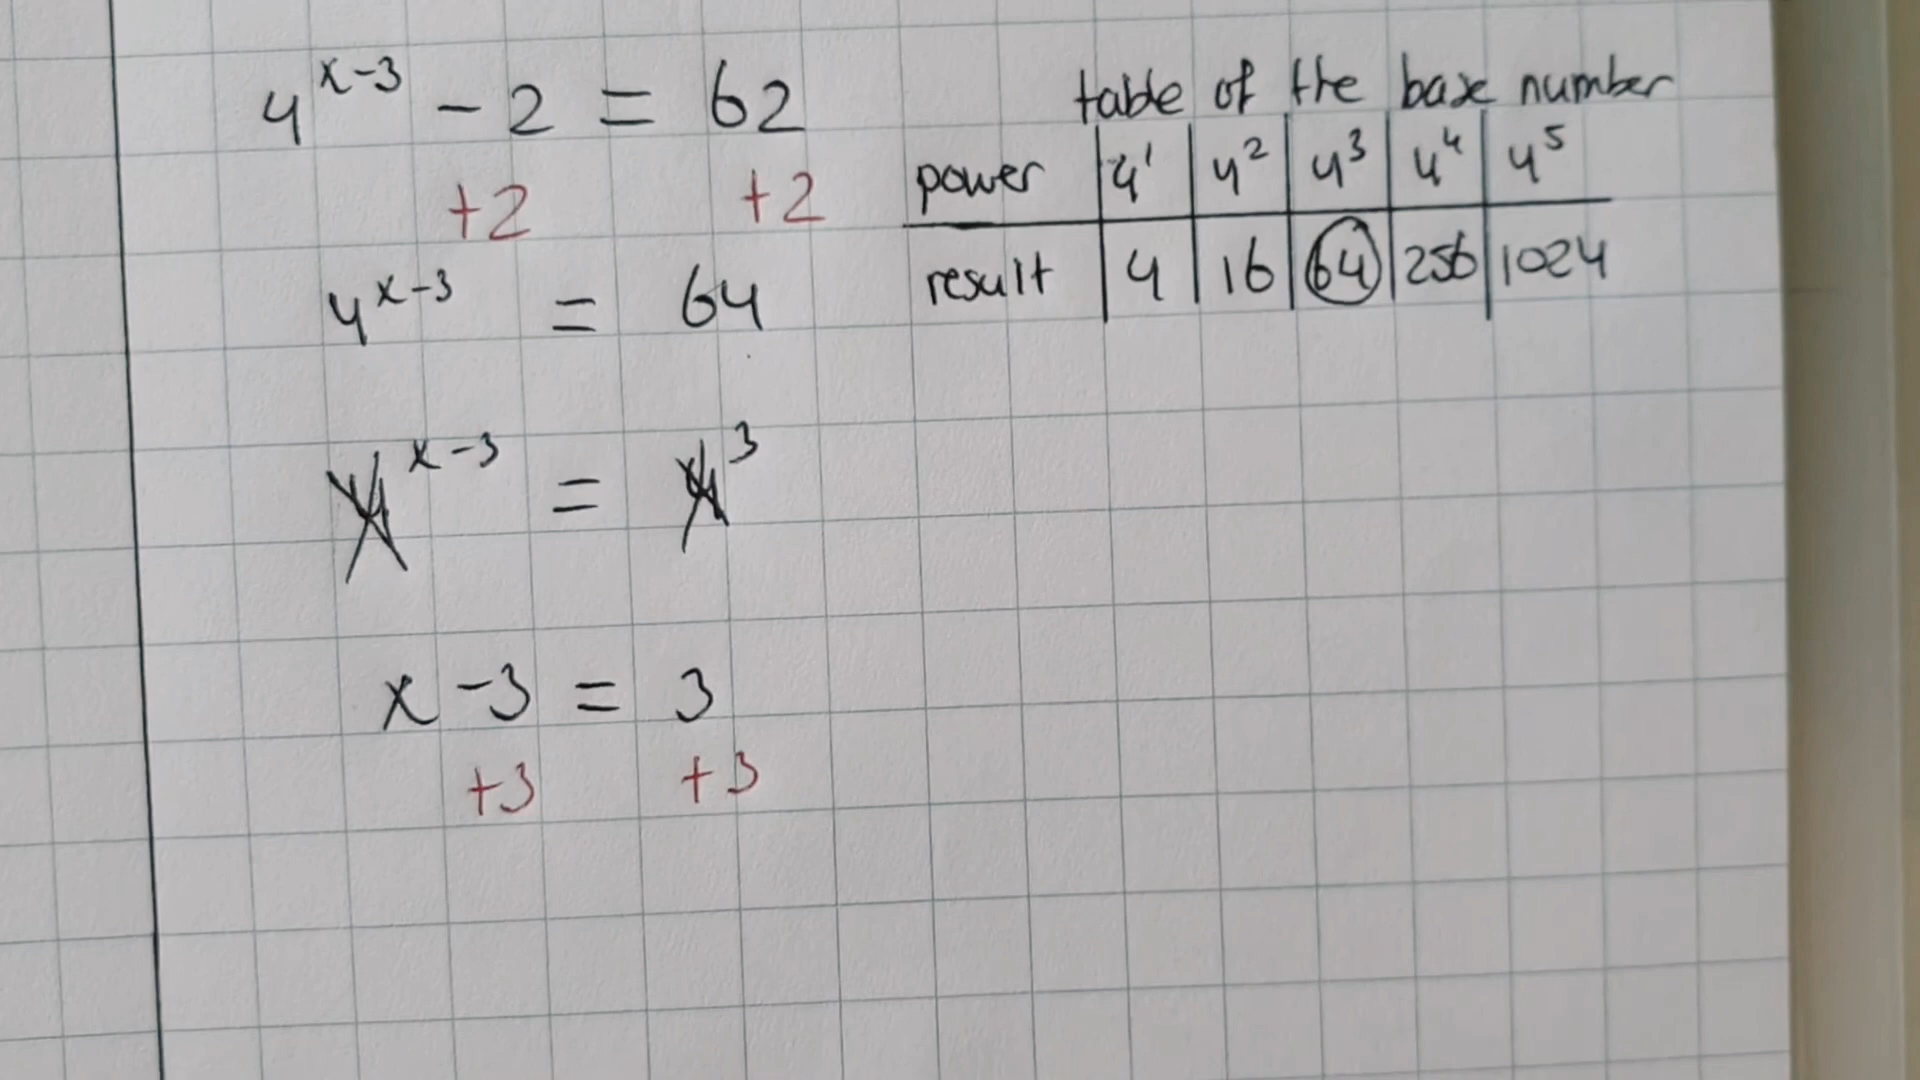 4^(x-3) - 2 = 62
+2 +2
4^(x-3) = 64
4^(x-3) = 4^3
x - 3 = 3
+3 +3
table of the base number
power 4^1 4^2 4^3 4^4 4^5
result 4 16 64 256 1024